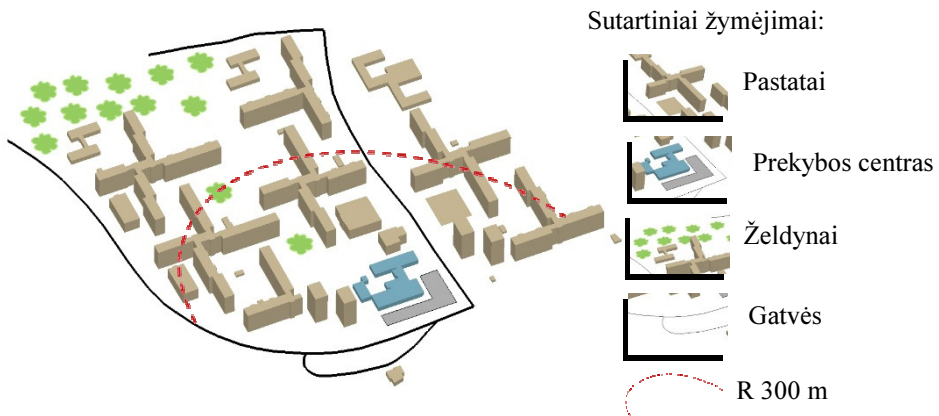 Sutartiniai žymėjimai:
Pastatai
Prekybos centras
Želdynai
Gatvės
R 300 m